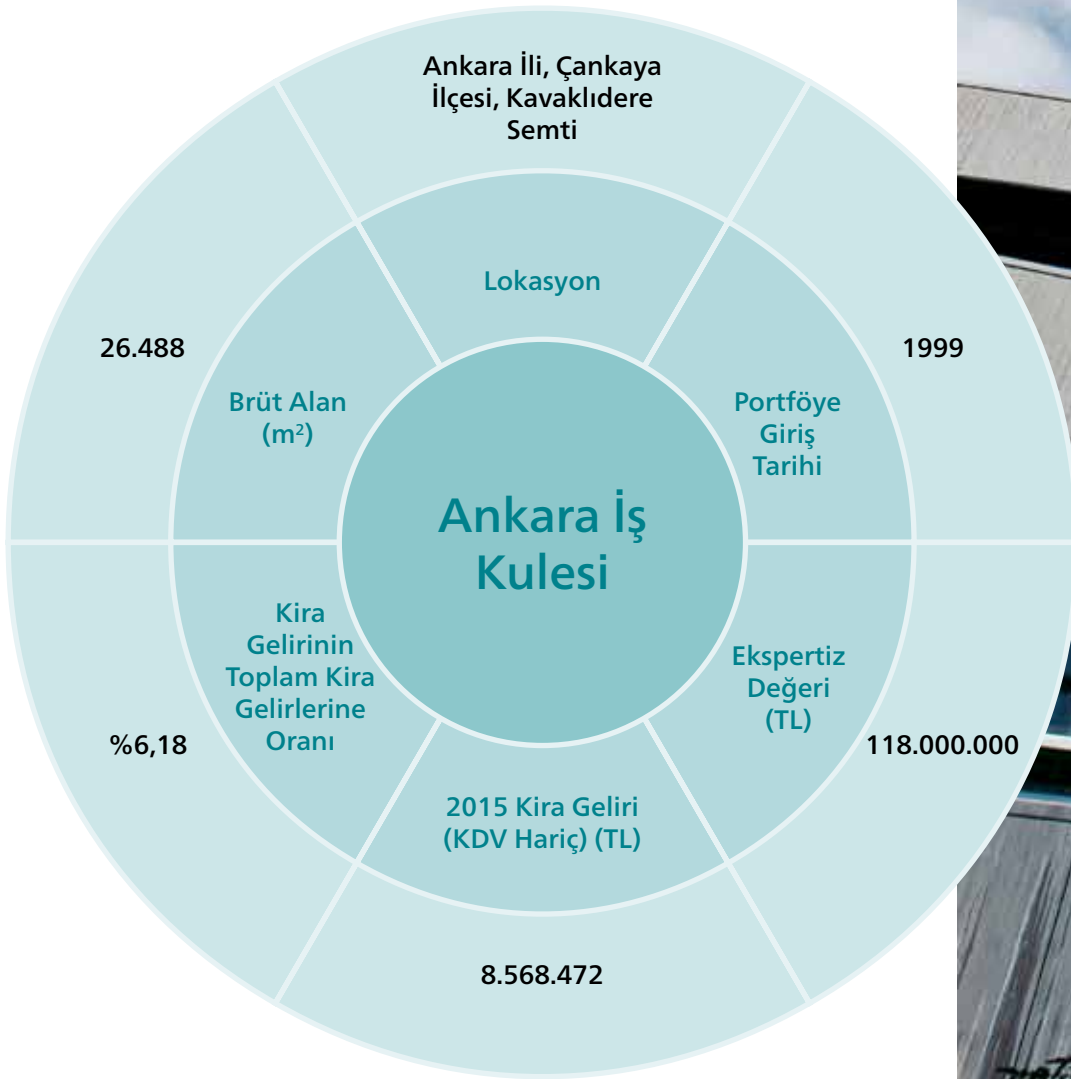 Ankara İli, Çankaya
İlçesi, Kavaklıdere
Semti
Lokasyon
26.488
1999
Brüt Alan
(m²)
Portföye
Giriş
Tarihi
Ankara İş
Kulesi
Kira
Gelirinin
Toplam Kira
Gelirlerine
Oranı
Ekspertiz
Değeri
(TL)
%6,18
118.000.000
2015 Kira Geliri
(KDV Hariç) (TL)
8.568.472